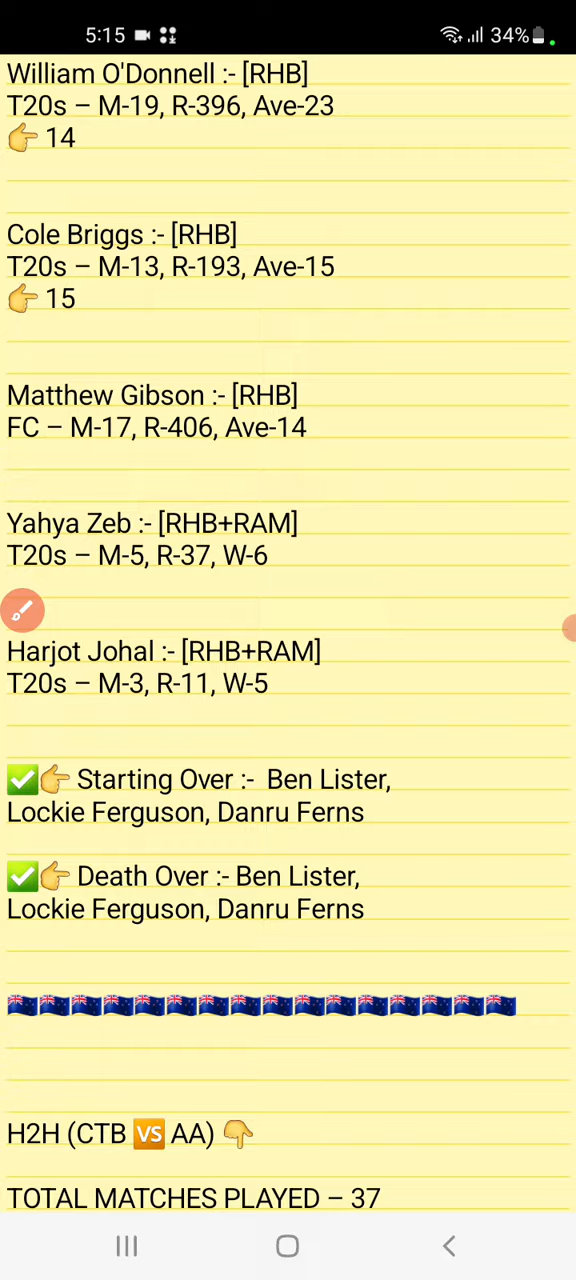 5:15
34%
William O'Donnell :- [RHB]
T20s – M-19, R-396, Ave-23
👉 14
Cole Briggs :- [RHB]
T20s – M-13, R-193, Ave-15
👉 15
Matthew Gibson :- [RHB]
FC – M-17, R-406, Ave-14
Yahya Zeb :- [RHB+RAM]
T20s – M-5, R-37, W-6
Harjot Johal :- [RHB+RAM]
T20s – M-3, R-11, W-5
✅👉 Starting Over :- Ben Lister,
Lockie Ferguson, Danru Ferns
✅👉 Death Over :- Ben Lister,
Lockie Ferguson, Danru Ferns
H2H (CTB 🆚 AA) 👇
TOTAL MATCHES PLAYED – 37